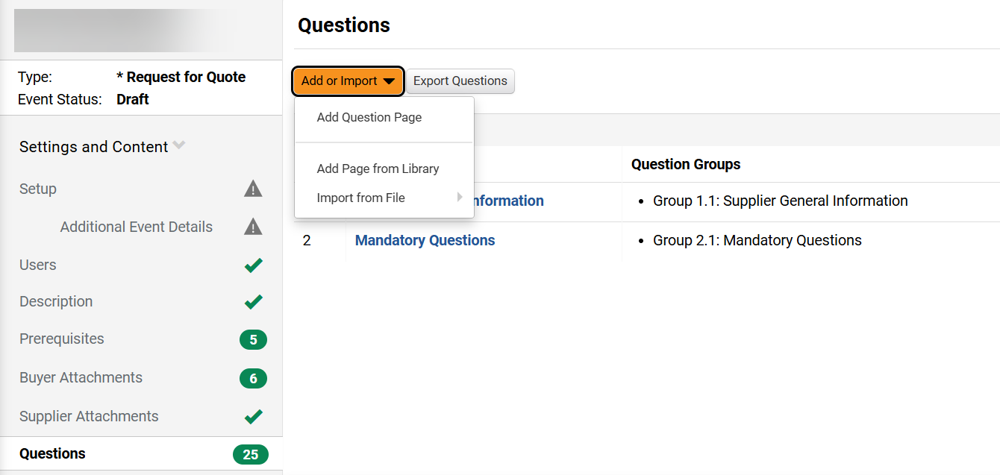 Questions
Type: * Request for Quote
Event Status: Draft
Add or Import Export Questions
Add Question Page
Add Page from Library
Import from File
Settings and Content
Setup
Additional Event Details
Users
Description
Prerequisites 5
Buyer Attachments 6
Supplier Attachments
Questions 25
Question Groups
nformation • Group 1.1: Supplier General Information
2 Mandatory Questions • Group 2.1: Mandatory Questions